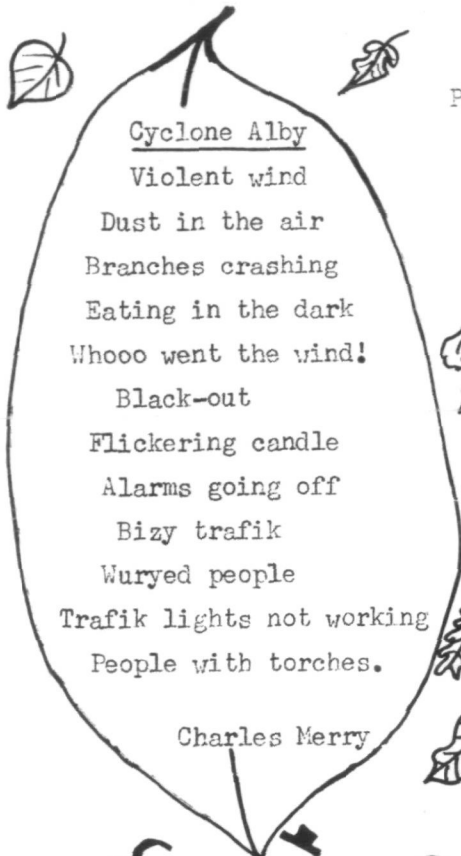 Cyclone Alby
Violent wind
Dust in the air
Branches crashing
Eating in the dark
Whooo went the wind!
Black-out
Flickering candle
Alarms going off
Bizy trafik
Wuryed people
Trafik lights not working
People with torches.
Charles Merry
P